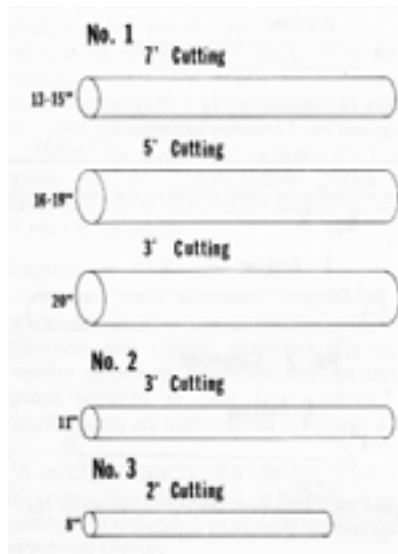 No. 1
7' Cutting
13-15"
5' Cutting
16-19"
3' Cutting
20"
No. 2
3' Cutting
11"
No. 3
2' Cutting
8"